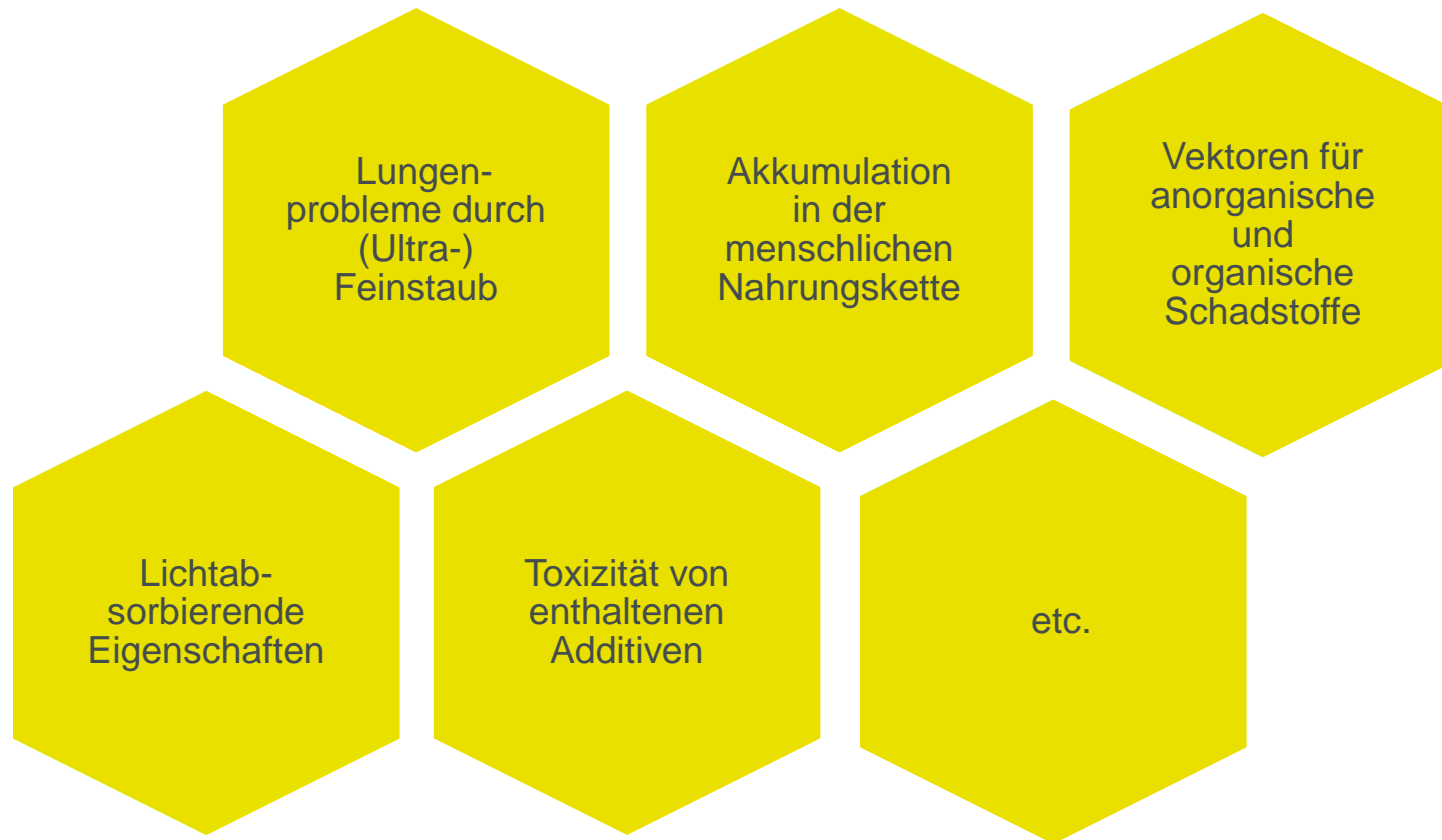 Lungen-
probleme durch
(Ultra-)
Feinstaub
Akkumulation
in der
menschlichen
Nahrungskette
Vektoren für
anorganische
und
organische
Schadstoffe
Lichtab-
sorbierende
Eigenschaften
Toxizität von
enthaltenen
Additiven
etc.